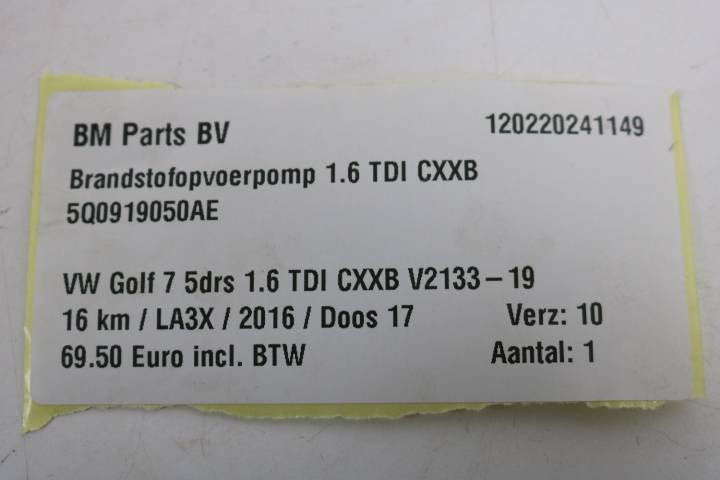 BM Parts BV 120220241149
Brandstofopvoerpomp 1.6 TDI CXXB
5Q0919050AE
VW Golf 7 5drs 1.6 TDI CXXB V2133 – 19
16 km / LA3X / 2016 / Doos 17 Verz: 10
69.50 Euro incl. BTW Aantal: 1